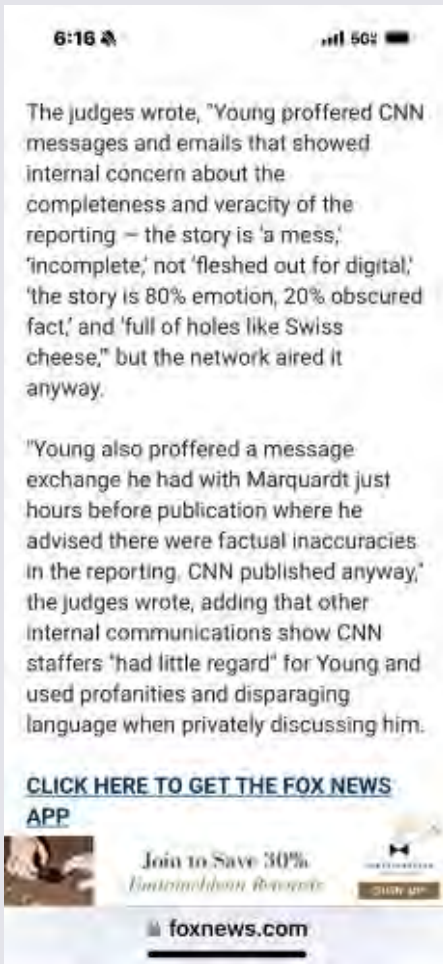 6:16
5G
The judges wrote, "Young proffered CNN
messages and emails that showed
internal concern about the
completeness and veracity of the
reporting — the story is 'a mess,'
'incomplete,' not 'fleshed out for digital,'
'the story is 80% emotion, 20% obscured
fact,' and 'full of holes like Swiss
cheese,'" but the network aired it
anyway.
"Young also proffered a message
exchange he had with Marquardt just
hours before publication where he
advised there were factual inaccuracies
in the reporting. CNN published anyway,"
the judges wrote, adding that other
internal communications show CNN
staffers "had little regard" for Young and
used profanities and disparaging
language when privately discussing him.
CLICK HERE TO GET THE FOX NEWS
APP
Join to Save 30%
SIGN UP
foxnews.com